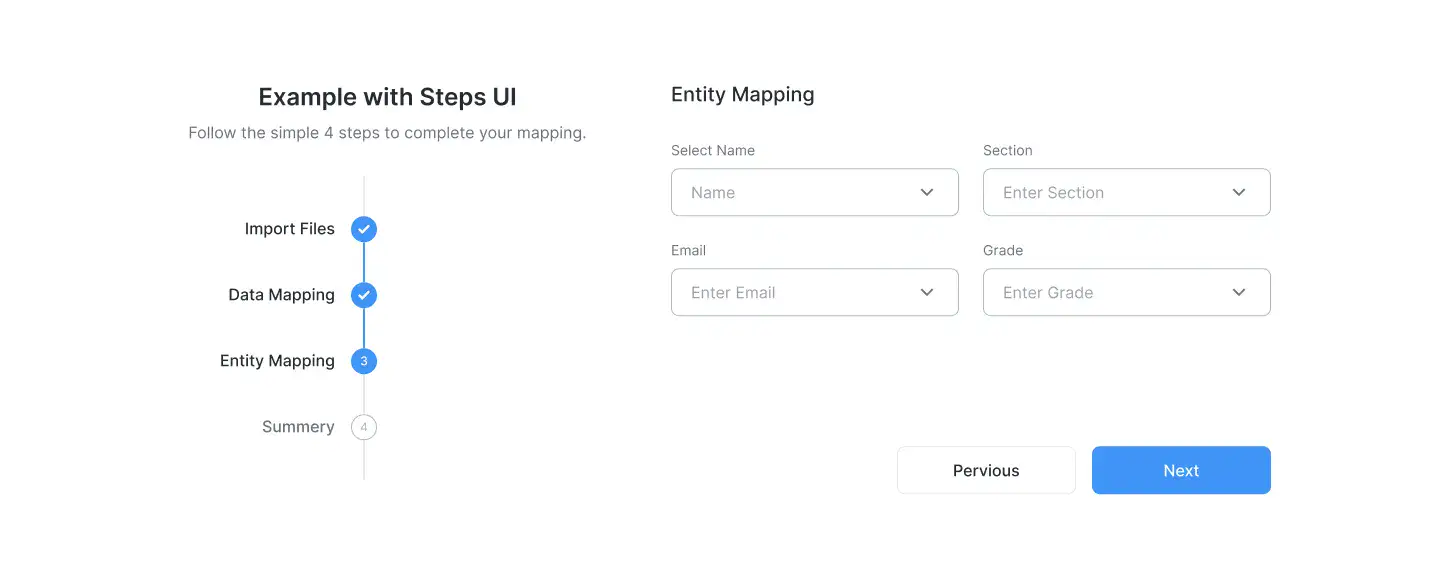 Example with Steps UI
Follow the simple 4 steps to complete your mapping.
Import Files
Data Mapping
Entity Mapping
3
Summery
4
Entity Mapping
Select Name
Section
Name
Enter Section
Email
Grade
Enter Email
Enter Grade
Pervious
Next